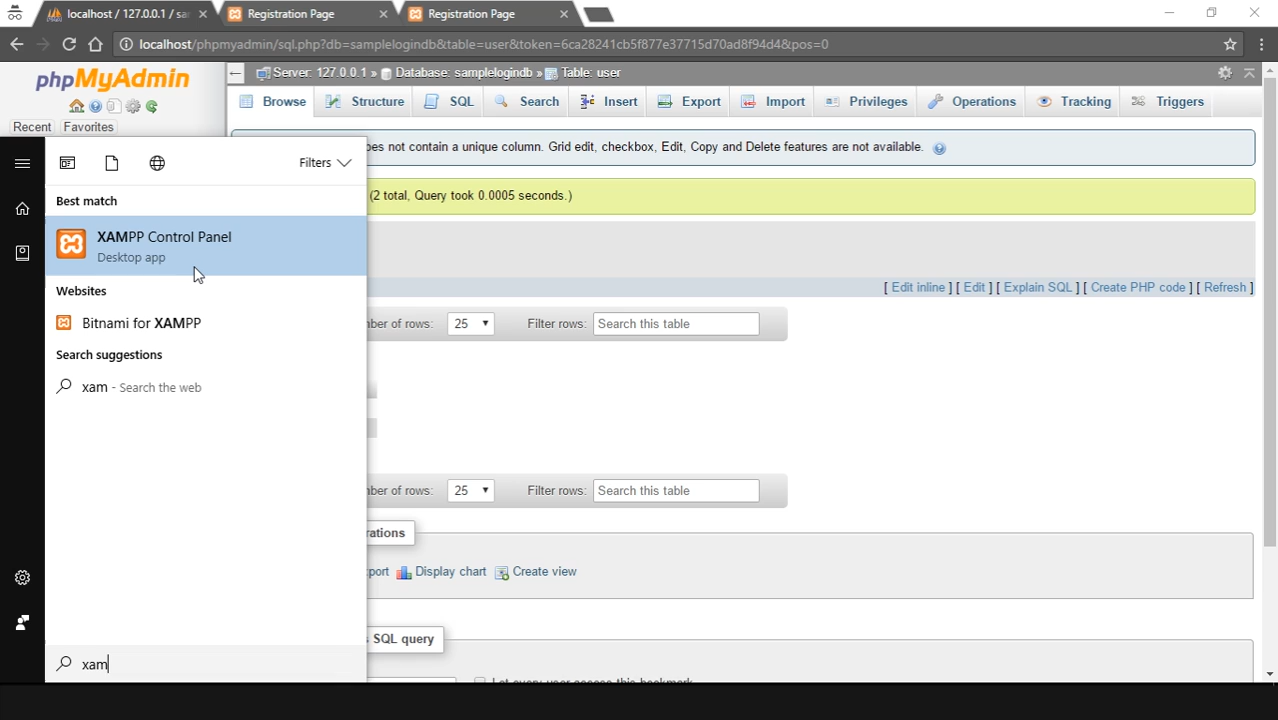 localhost / 127.0.0.1 / sa
Registration Page
Registration Page
localhost/phpmyadmin/sql.php?db=samplelogindb&table=user&token=6ca28241cb5f877e37715d70ad8f94d4&pos=0
phpMyAdmin
Recent Favorites
Server: 127.0.0.1 » Database: samplelogindb » Table: user
Browse Structure SQL Search Insert Export Import Privileges Operations Tracking Triggers
not contain a unique column. Grid edit, checkbox, Edit, Copy and Delete features are not available.
(2 total, Query took 0.0005 seconds.)
[ Edit inline ] [ Edit ] [ Explain SQL ] [ Create PHP code ] [ Refresh ]
of rows: 25 Filter rows: Search this table
of rows: 25 Filter rows: Search this table
Display chart Create view
SQL query
Let every user access this bookmark
Filters
Best match
XAMPP Control Panel
Desktop app
Websites
Bitnami for XAMPP
Search suggestions
xam - Search the web
xam